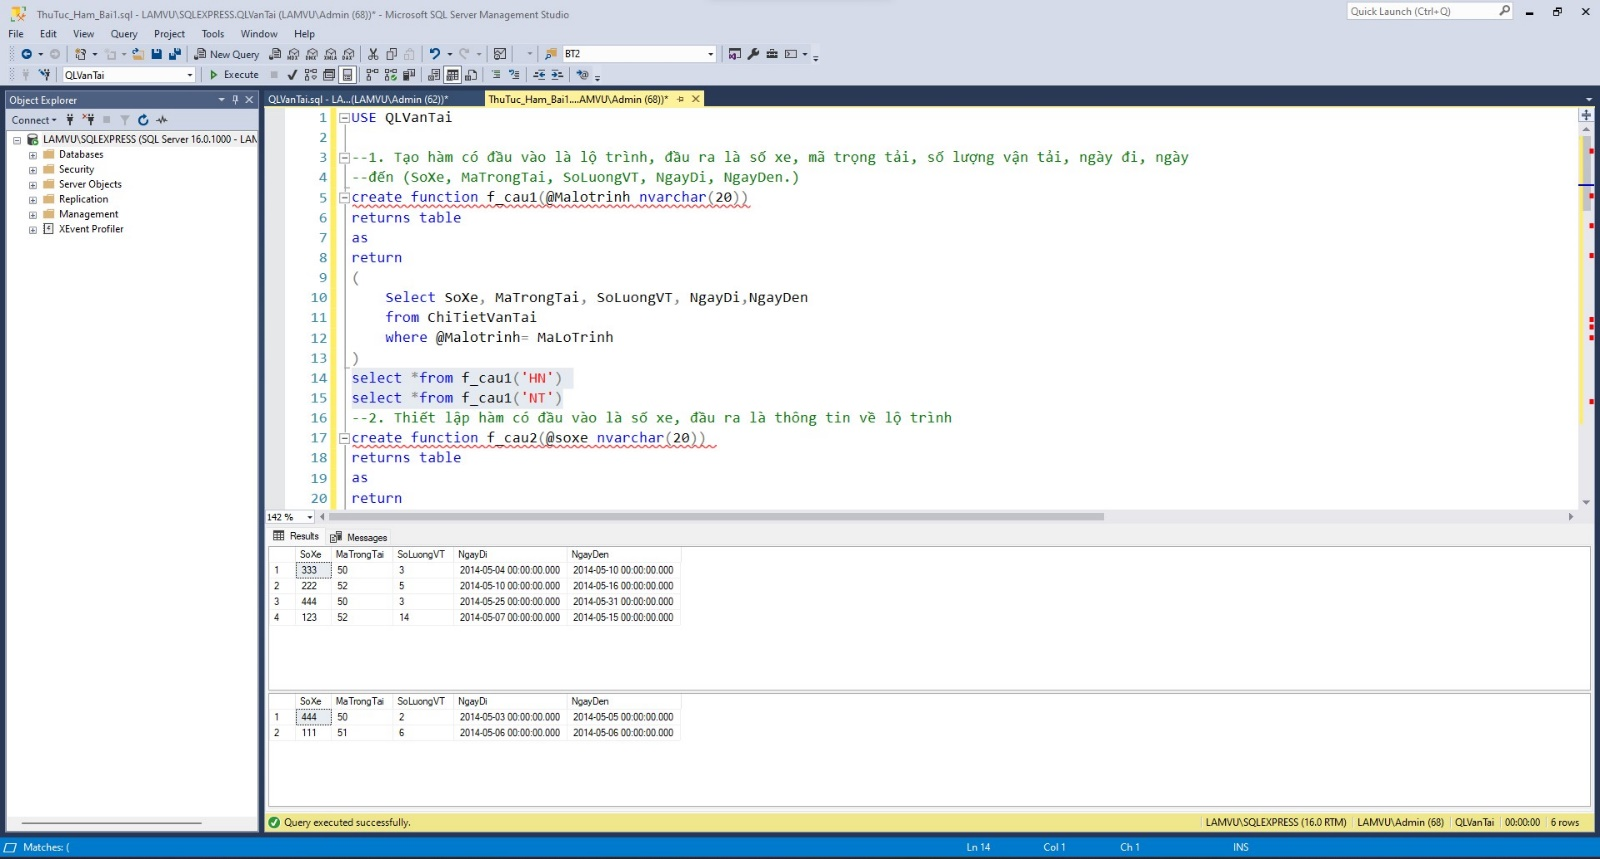 ThuTuc_Ham_Bai1.sql - LAMVU\SQLEXPRESS.QLVanTai (LAMVU\Admin (68))* - Microsoft SQL Server Management Studio
Quick Launch (Ctrl+Q)
File Edit View Query Project Tools Window Help
New Query
BT2
QLVanTai
Execute
Object Explorer
QLVanTai.sql - LA...(LAMVU\Admin (62))*
ThuTuc_Ham_Bai1....AMVU\Admin (68))*
Connect
LAMVU\SQLEXPRESS (SQL Server 16.0.1000 - LAM
Databases
Security
Server Objects
Replication
Management
XEvent Profiler
1 USE QLVanTai
2
3 --1. Tạo hàm có đầu vào là lộ trình, đầu ra là số xe, mã trọng tải, số lượng vận tải, ngày đi, ngày
4 --đến (SoXe, MaTrongTai, SoLuongVT, NgayDi, NgayDen.)
5 create function f_cau1(@Malotrinh nvarchar(20))
6 returns table
7 as
8 return
9 (
10 Select SoXe, MaTrongTai, SoLuongVT, NgayDi,NgayDen
11 from ChiTietVanTai
12 where @Malotrinh= MaLoTrinh
13 )
14 select *from f_cau1('HN')
15 select *from f_cau1('NT')
16 --2. Thiết lập hàm có đầu vào là số xe, đầu ra là thông tin về lộ trình
17 create function f_cau2(@soxe nvarchar(20))
18 returns table
19 as
20 return
142 %
Results Messages
SoXe MaTrongTai SoLuongVT NgayDi NgayDen
1 333 50 3 2014-05-04 00:00:00.000 2014-05-10 00:00:00.000
2 222 52 5 2014-05-10 00:00:00.000 2014-05-16 00:00:00.000
3 444 50 3 2014-05-25 00:00:00.000 2014-05-31 00:00:00.000
4 123 52 14 2014-05-07 00:00:00.000 2014-05-15 00:00:00.000
SoXe MaTrongTai SoLuongVT NgayDi NgayDen
1 444 50 2 2014-05-03 00:00:00.000 2014-05-05 00:00:00.000
2 111 51 6 2014-05-06 00:00:00.000 2014-05-06 00:00:00.000
Query executed successfully.
LAMVU\SQLEXPRESS (16.0 RTM) LAMVU\Admin (68) QLVanTai 00:00:00 6 rows
Matches: (
Ln 14 Col 1 Ch 1 INS